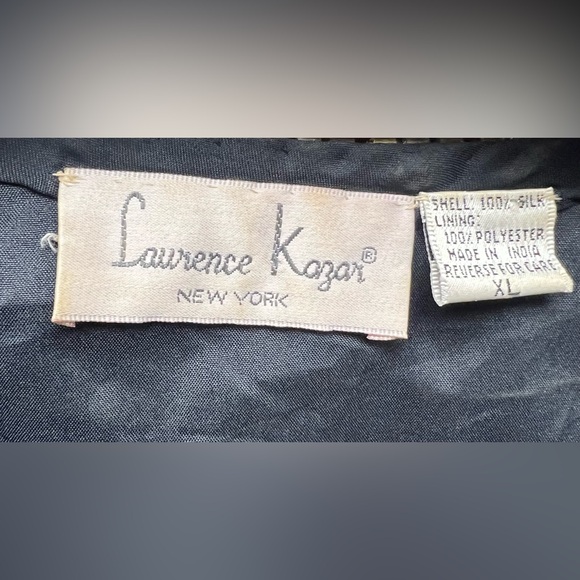 Lawrence Kazar®
NEW YORK
SHELL: 100% SILK
LINING:
100% POLYESTER
MADE IN INDIA
REVERSE FOR CARE
XL